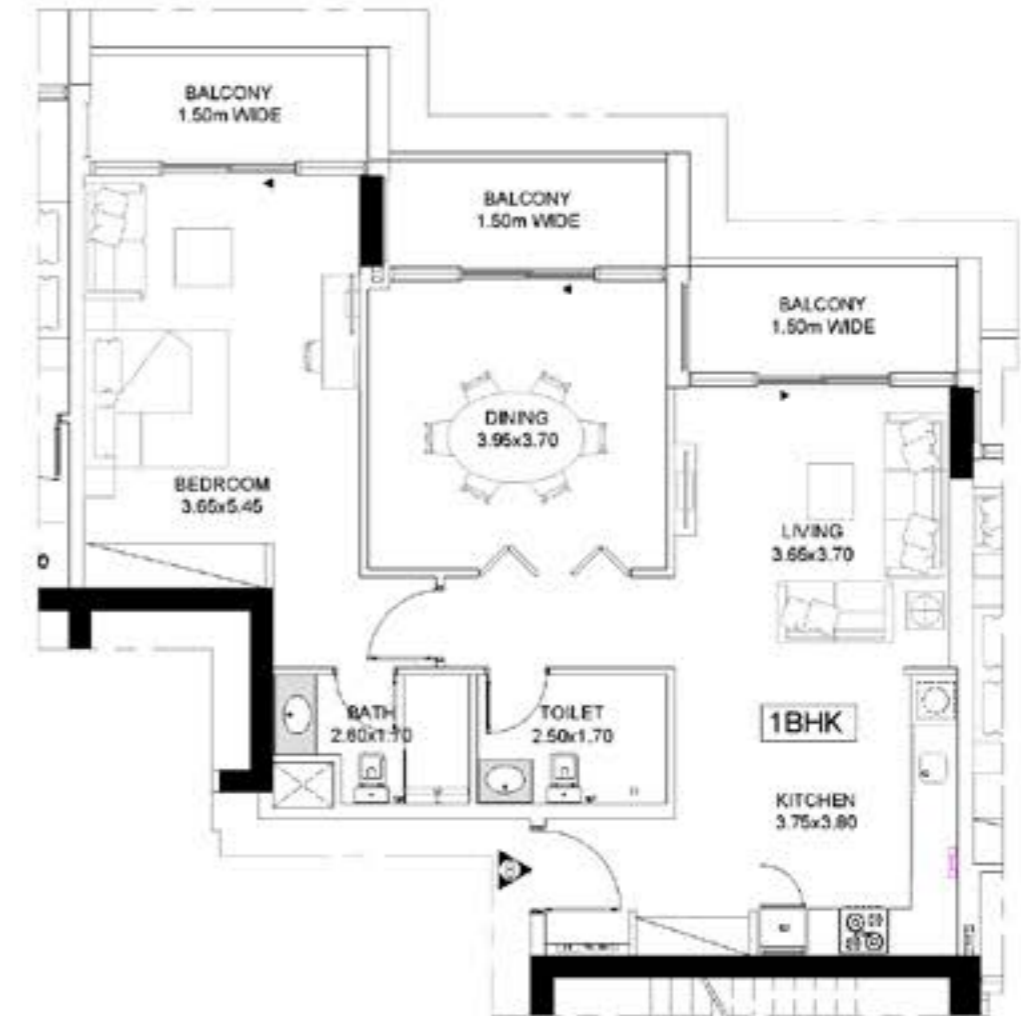 BALCONY
1.50m WIDE
BALCONY
1.50m WIDE
BALCONY
1.50m WIDE
DINING
3.95x3.70
BEDROOM
3.65x5.45
LIVING
3.65x3.70
BATH
2.60x1.70
TOILET
2.50x1.70
1BHK
KITCHEN
3.75x3.80